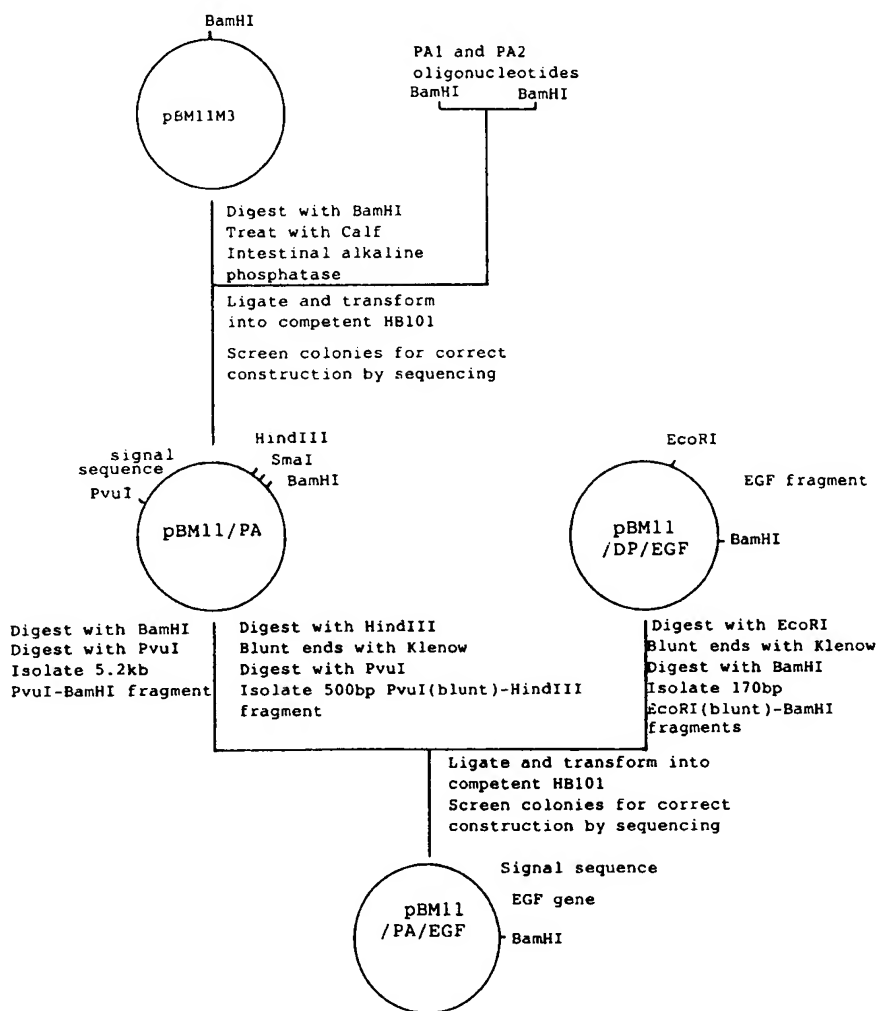 BamHI
pBM11M3
PA1 and PA2
oligonucleotides
BamHI BamHI
Digest with BamHI
Treat with Calf
Intestinal alkaline
phosphatase
Ligate and transform
into competent HB101
Screen colonies for correct
construction by sequencing
signal
sequence
PvuI
HindIII
SmaI
BamHI
pBM11/PA
EcoRI
EGF fragment
pBM11
/DP/EGF
BamHI
Digest with BamHI
Digest with PvuI
Isolate 5.2kb
PvuI-BamHI fragment
Digest with HindIII
Blunt ends with Klenow
Digest with PvuI
Isolate 500bp PvuI(blunt)-HindIII
fragment
Digest with EcoRI
Blunt ends with Klenow
Digest with BamHI
Isolate 170bp
EcoRI(blunt)-BamHI
fragments
Ligate and transform into
competent HB101
Screen colonies for correct
construction by sequencing
Signal sequence
EGF gene
pBM11
/PA/EGF
BamHI